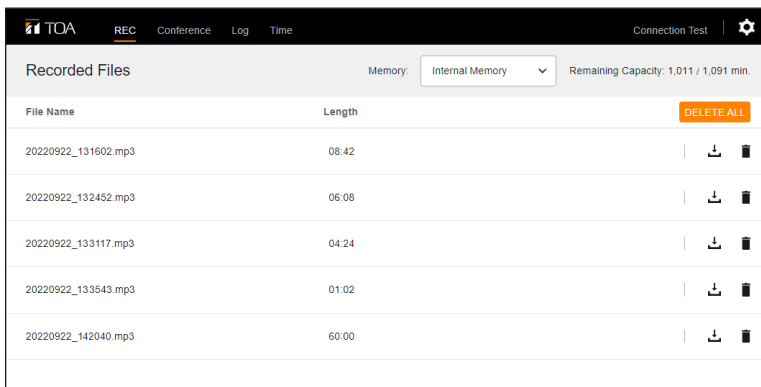 TOA REC Conference Log Time Connection Test
Recorded Files Memory: Internal Memory Remaining Capacity: 1,011 / 1,091 min.
File Name Length DELETE ALL
20220922_131602.mp3 08:42
20220922_132452.mp3 06:08
20220922_133117.mp3 04:24
20220922_133543.mp3 01:02
20220922_142040.mp3 60:00